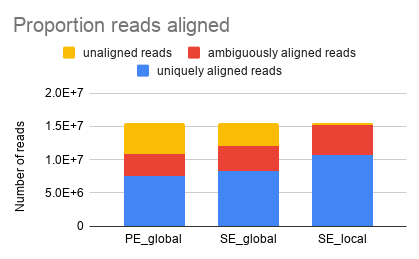 Proportion reads aligned
unaligned reads ambiguously aligned reads
uniquely aligned reads
Number of reads
2.0E+7
1.5E+7
1.0E+7
5.0E+6
0
PE_global SE_global SE_local